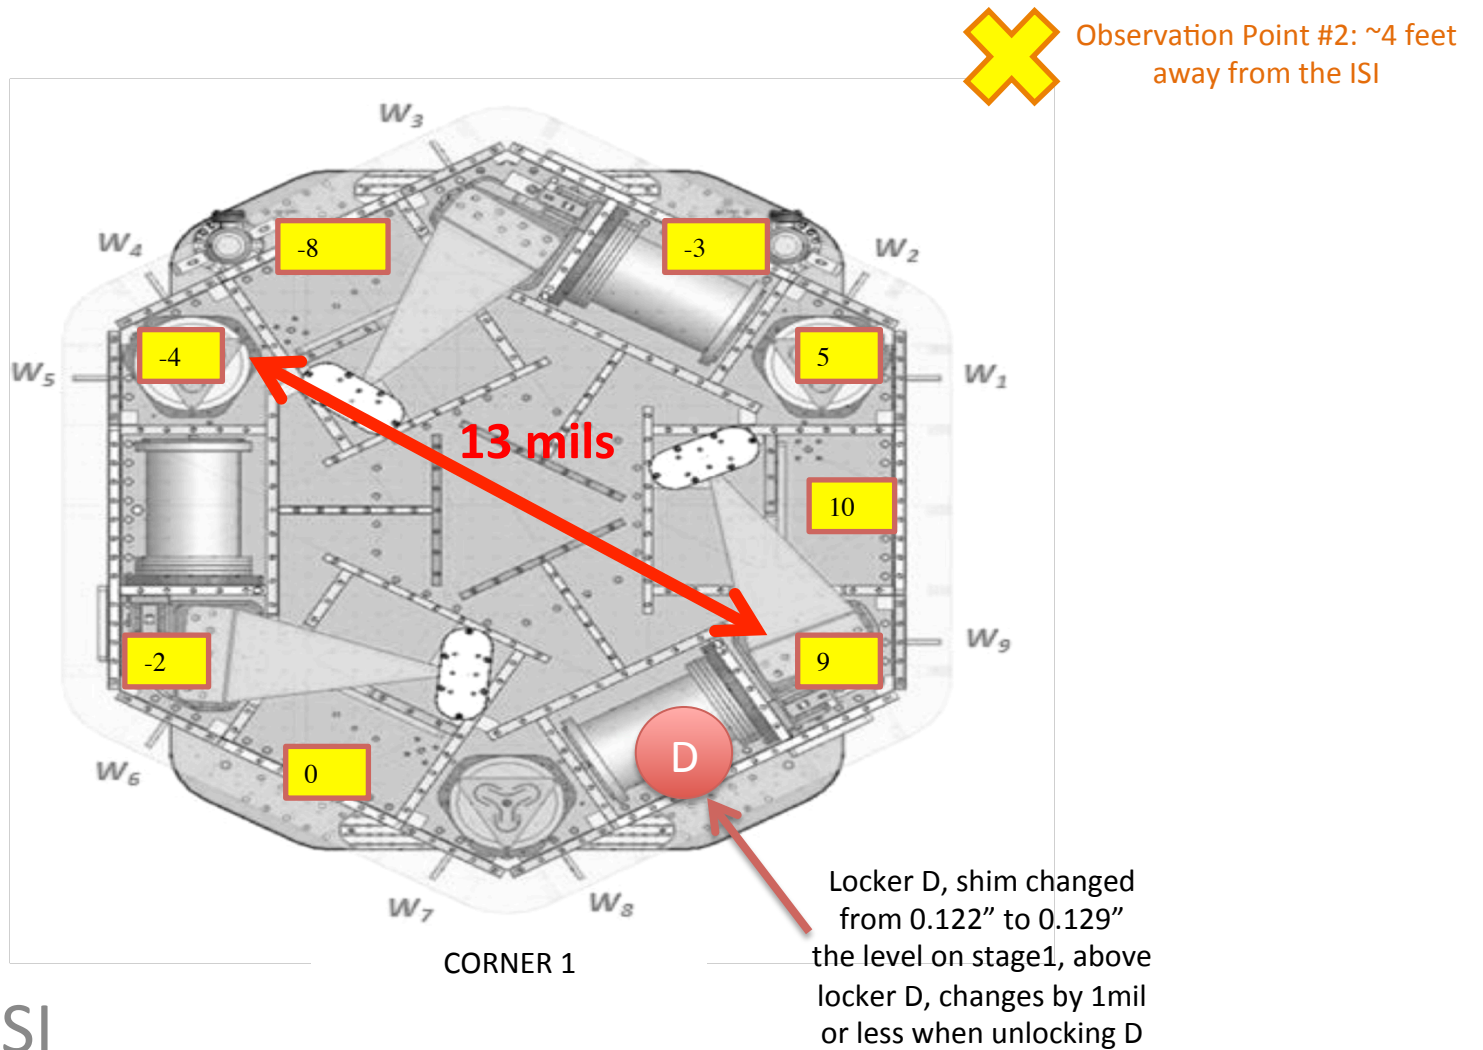 Observation Point #2: ~4 feet
away from the ISI
W3
-8
-3
W4
W2
-4
5
W5
W1
13 mils
10
-2
9
W9
D
W6
0
W7
W8
Locker D, shim changed
from 0.122” to 0.129”
the level on stage1, above
locker D, changes by 1mil
or less when unlocking D
CORNER 1
SI